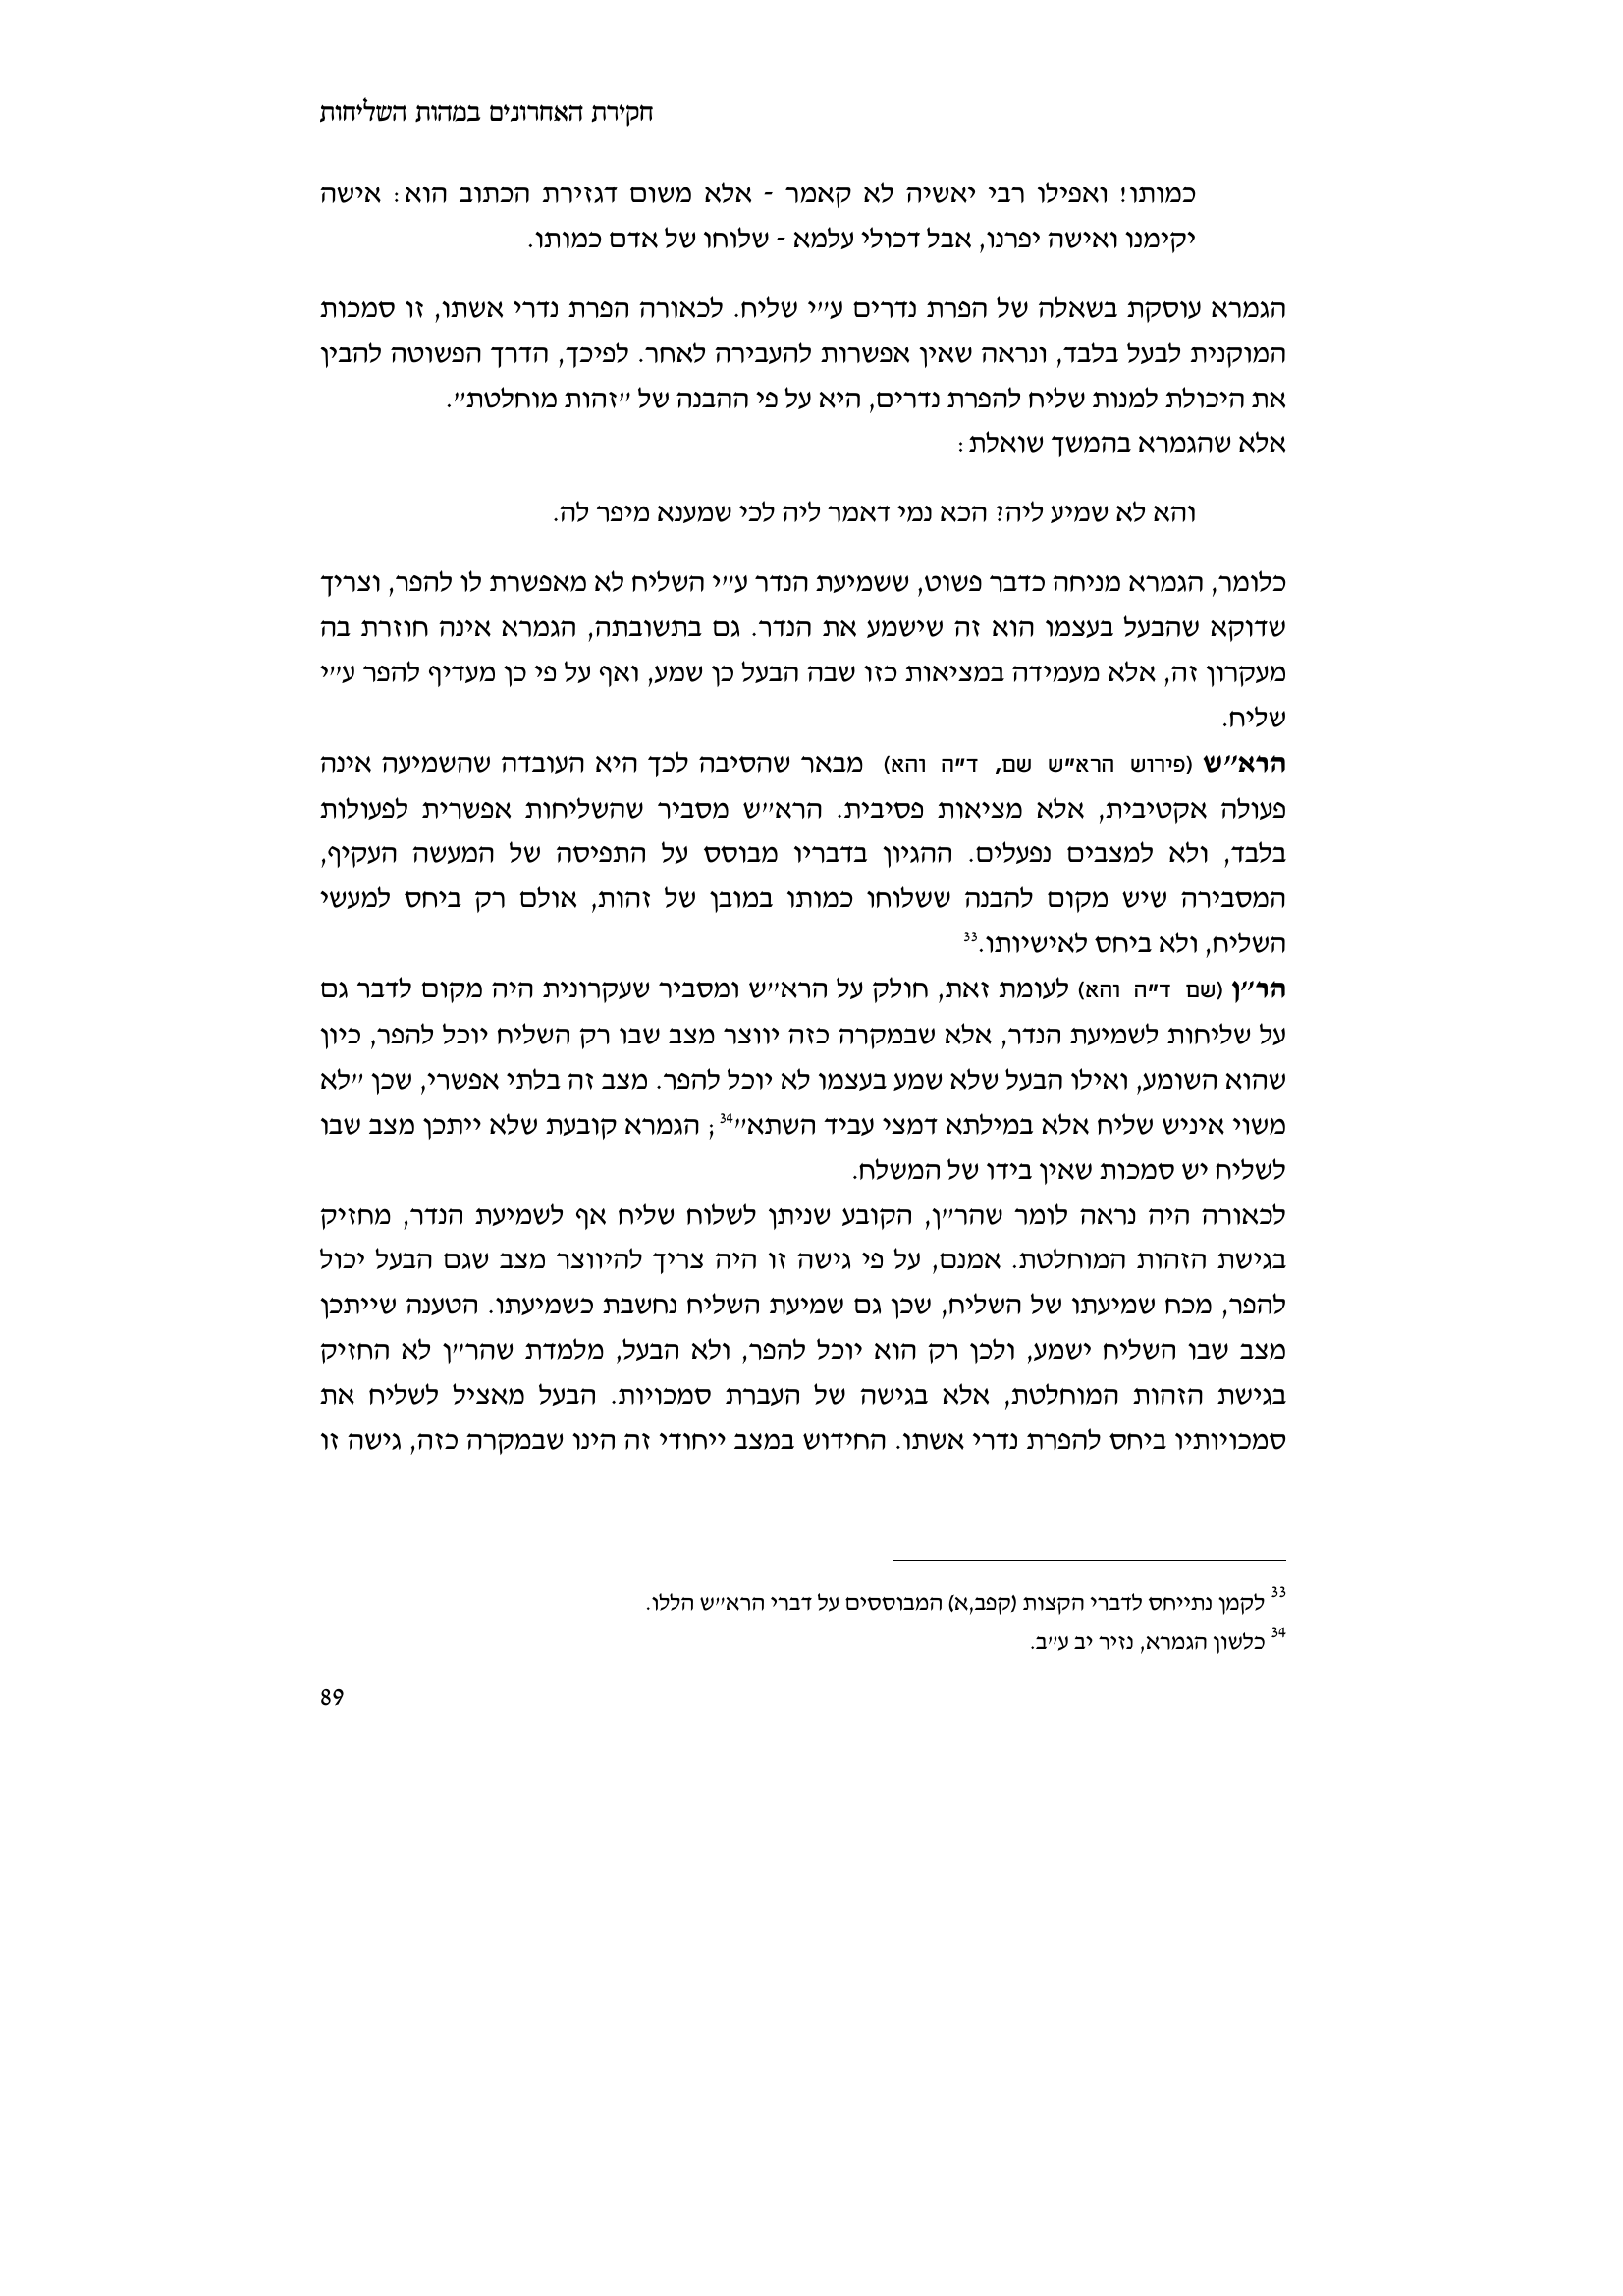 חקירת האחרונים במהות השליחות
כמותו! ואפילו רבי יאשיה לא קאמר - אלא משום דגזירת הכתוב הוא: אישה
יקימנו ואישה יפרנו, אבל דכולי עלמא - שלוחו של אדם כמותו.
הגמרא עוסקת בשאלה של הפרת נדרים ע״י שליח. לכאורה הפרת נדרי אשתו, זו סמכות
המוקנית לבעל בלבד, ונראה שאין אפשרות להעבירה לאחר. לפיכך, הדרך הפשוטה להבין
את היכולת למנות שליח להפרת נדרים, היא על פי ההבנה של ״זהות מוחלטת״.
אלא שהגמרא בהמשך שואלת:
והא לא שמיע ליה? הכא נמי דאמר ליה לכי שמענא מיפר לה.
כלומר, הגמרא מניחה כדבר פשוט, ששמיעת הנדר ע״י השליח לא מאפשרת לו להפר, וצריך
שדוקא שהבעל בעצמו הוא זה שישמע את הנדר. גם בתשובתה, הגמרא אינה חוזרת בה
מעקרון זה, אלא מעמידה במציאות כזו שבה הבעל כן שמע, ואף על פי כן מעדיף להפר ע״י
שליח.
הרא״ש (פירוש הרא״ש שם, ד״ה והא) מבאר שהסיבה לכך היא העובדה שהשמיעה אינה
פעולה אקטיבית, אלא מציאות פסיבית. הרא״ש מסביר שהשליחות אפשרית לפעולות
בלבד, ולא למצבים נפעלים. ההגיון בדבריו מבוסס על התפיסה של המעשה העקיף,
המסבירה שיש מקום להבנה ששלוחו כמותו במובן של זהות, אולם רק ביחס למעשי
השליח, ולא ביחס לאישיותו.33
הר״ן (שם ד״ה והא) לעומת זאת, חולק על הרא״ש ומסביר שעקרונית היה מקום לדבר גם
על שליחות לשמיעת הנדר, אלא שבמקרה כזה יווצר מצב שבו רק השליח יוכל להפר, כיון
שהוא השומע, ואילו הבעל שלא שמע בעצמו לא יוכל להפר. מצב זה בלתי אפשרי, שכן ״לא
משוי איניש שליח אלא במילתא דמצי עביד השתא״34; הגמרא קובעת שלא ייתכן מצב שבו
לשליח יש סמכות שאין בידו של המשלח.
לכאורה היה נראה לומר שהר״ן, הקובע שניתן לשלוח שליח אף לשמיעת הנדר, מחזיק
בגישת הזהות המוחלטת. אמנם, על פי גישה זו היה צריך להיווצר מצב שגם הבעל יכול
להפר, מכח שמיעתו של השליח, שכן גם שמיעת השליח נחשבת כשמיעתו. הטענה שייתכן
מצב שבו השליח ישמע, ולכן רק הוא יוכל להפר, ולא הבעל, מלמדת שהר״ן לא החזיק
בגישת הזהות המוחלטת, אלא בגישה של העברת סמכויות. הבעל מאציל לשליח את
סמכויותיו ביחס להפרת נדרי אשתו. החידוש במצב ייחודי זה הינו שבמקרה כזה, גישה זו
33 לקמן נתייחס לדברי הקצות (קפב,א) המבוססים על דברי הרא״ש הללו.
34 כלשון הגמרא, נזיר יב ע״ב.
89